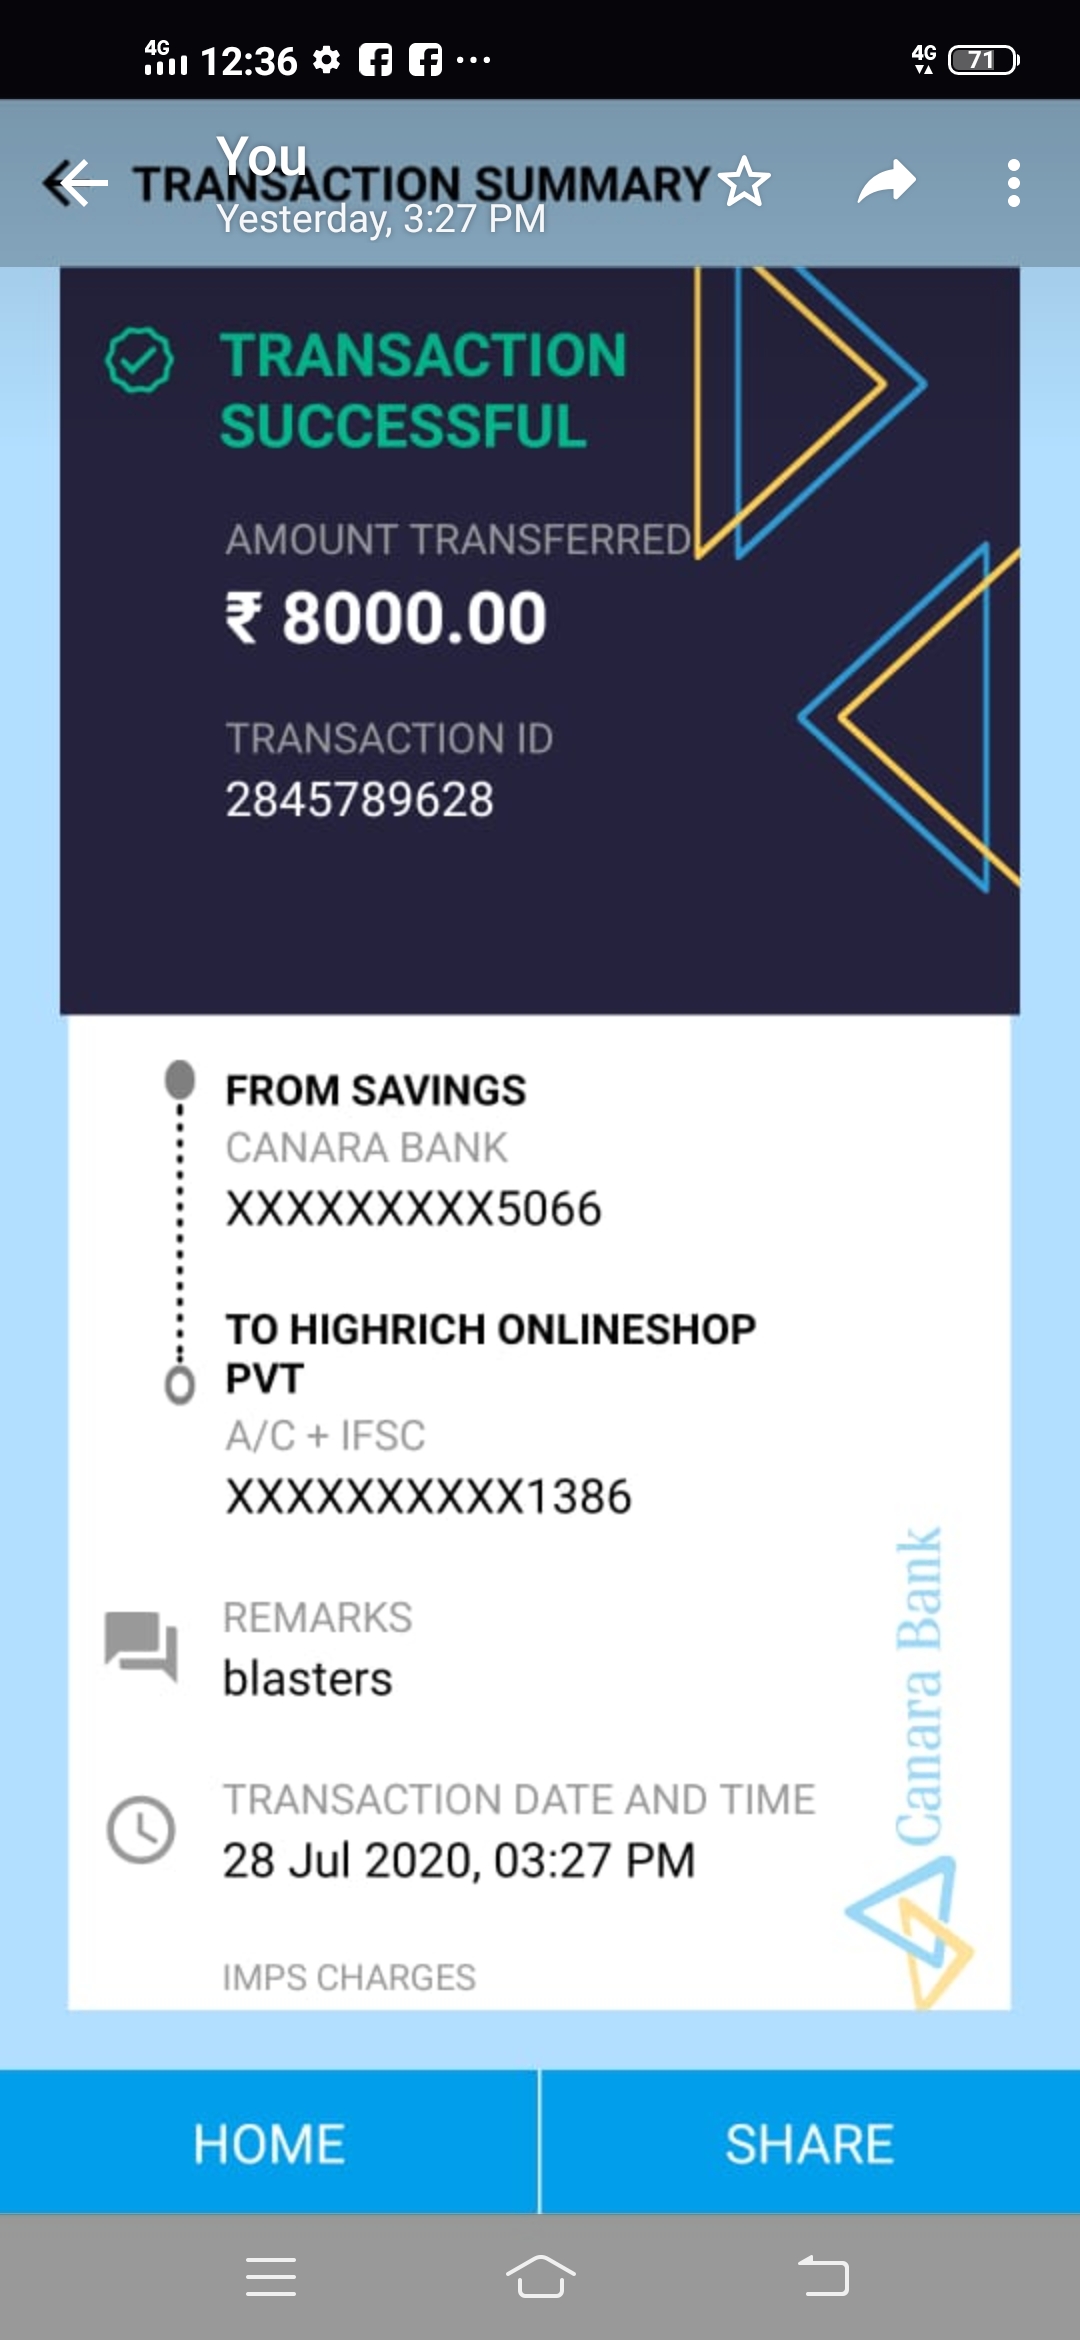 4G 12:36 ...
4G 71
You
TRANSACTION SUMMARY
Yesterday, 3:27 PM
TRANSACTION
SUCCESSFUL
AMOUNT TRANSFERRED
₹ 8000.00
TRANSACTION ID
2845789628
FROM SAVINGS
CANARA BANK
XXXXXXXXX5066
TO HIGHRICH ONLINESHOP
PVT
A/C + IFSC
XXXXXXXXXX1386
REMARKS
blasters
Canara Bank
TRANSACTION DATE AND TIME
28 Jul 2020, 03:27 PM
IMPS CHARGES
HOME
SHARE